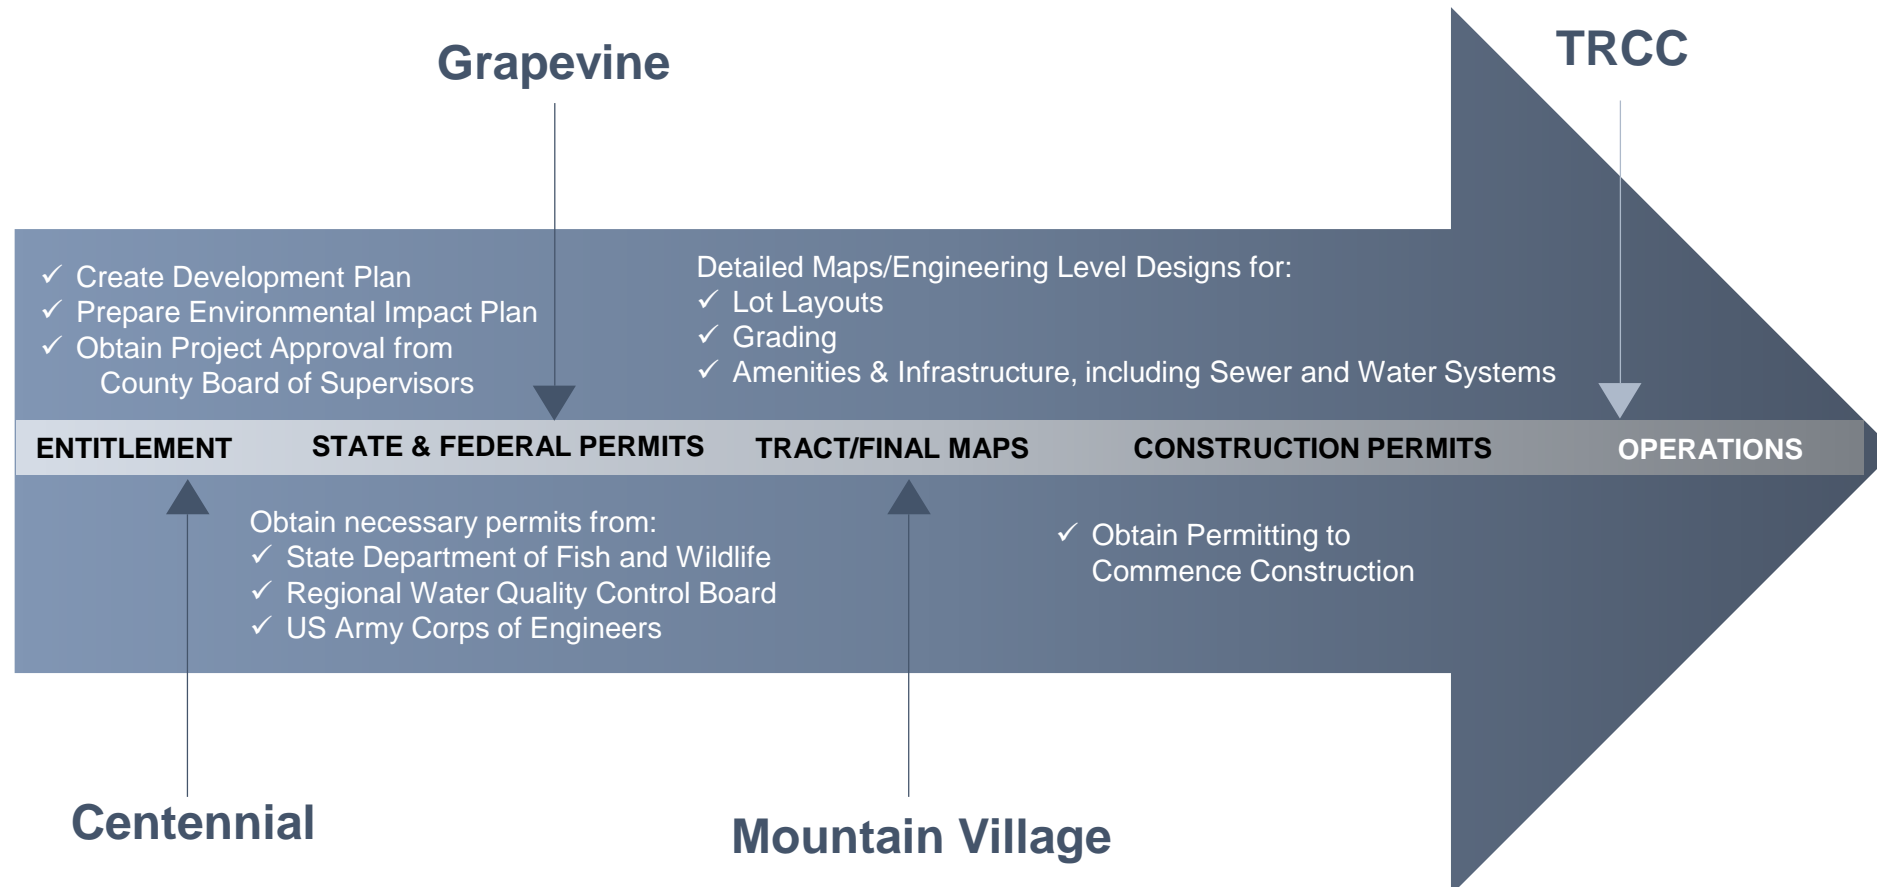 Grapevine
TRCC
✓ Create Development Plan
✓ Prepare Environmental Impact Plan
✓ Obtain Project Approval from
County Board of Supervisors
Detailed Maps/Engineering Level Designs for:
✓ Lot Layouts
✓ Grading
✓ Amenities & Infrastructure, including Sewer and Water Systems
ENTITLEMENT
STATE & FEDERAL PERMITS
TRACT/FINAL MAPS
CONSTRUCTION PERMITS
OPERATIONS
Obtain necessary permits from:
✓ State Department of Fish and Wildlife
✓ Regional Water Quality Control Board
✓ US Army Corps of Engineers
✓ Obtain Permitting to
Commence Construction
Centennial
Mountain Village